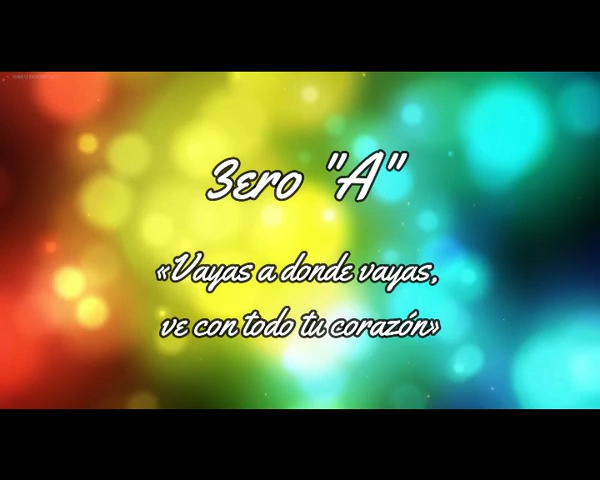 3ero "A"
«Vayas a donde vayas,
ve con todo tu corazón»